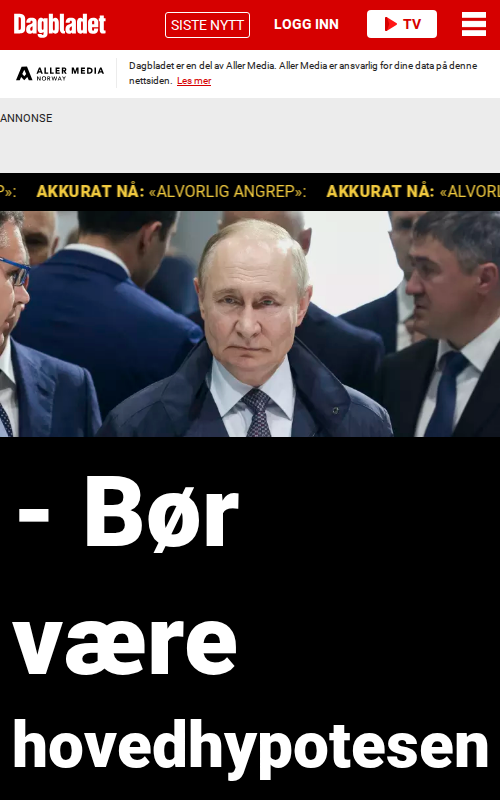 Dagbladet SISTE NYTT LOGG INN TV
ALLER MEDIA
NORWAY
Dagbladet er en del av Aller Media. Aller Media er ansvarlig for dine data på denne
nettsiden. Les mer
ANNONSE
P»: AKKURAT NÅ: «ALVORLIG ANGREP»: AKKURAT NÅ: «ALVORL
- Bør
være
hovedhypotesen